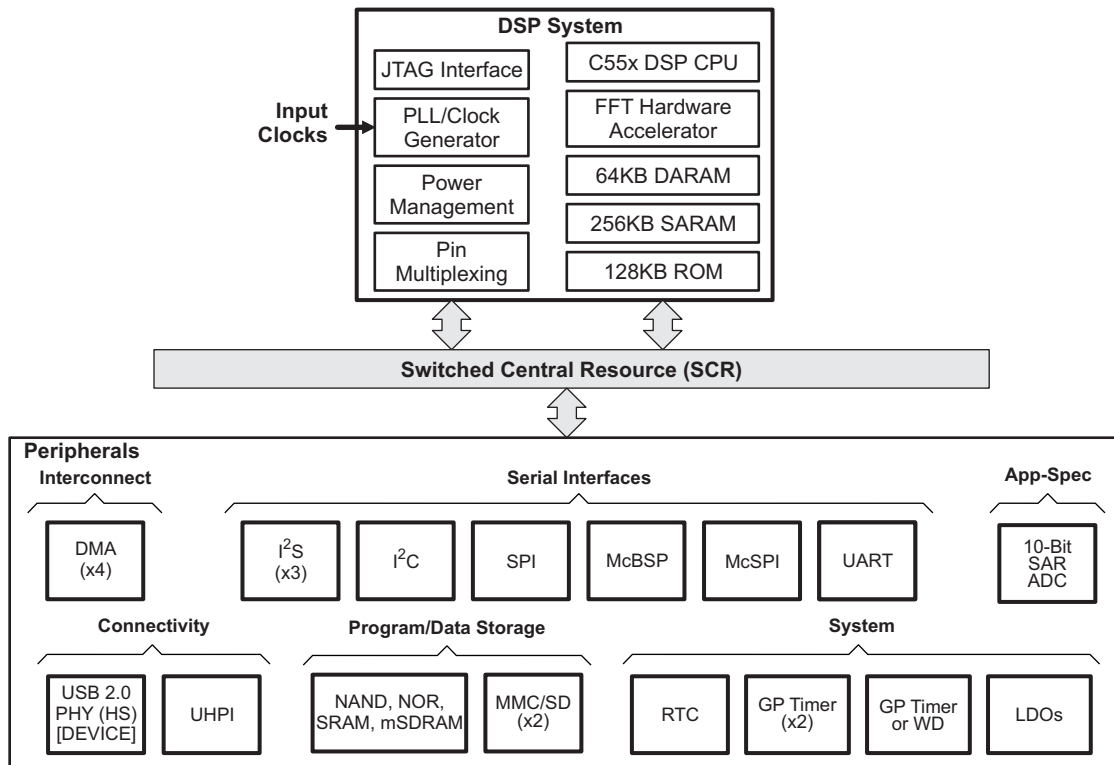 DSP System
JTAG Interface
C55x DSP CPU
Input
Clocks
PLL/Clock
Generator
FFT Hardware
Accelerator
Power
Management
64KB DARAM
256KB SARAM
Pin
Multiplexing
128KB ROM
Switched Central Resource (SCR)
Peripherals
Interconnect
Serial Interfaces
App-Spec
DMA
(x4)
I²S
(x3)
I²C
SPI
McBSP
McSPI
UART
10-Bit
SAR
ADC
Connectivity
Program/Data Storage
System
USB 2.0
PHY (HS)
[DEVICE]
UHPI
NAND, NOR,
SRAM, mSDRAM
MMC/SD
(x2)
RTC
GP Timer
(x2)
GP Timer
or WD
LDOs